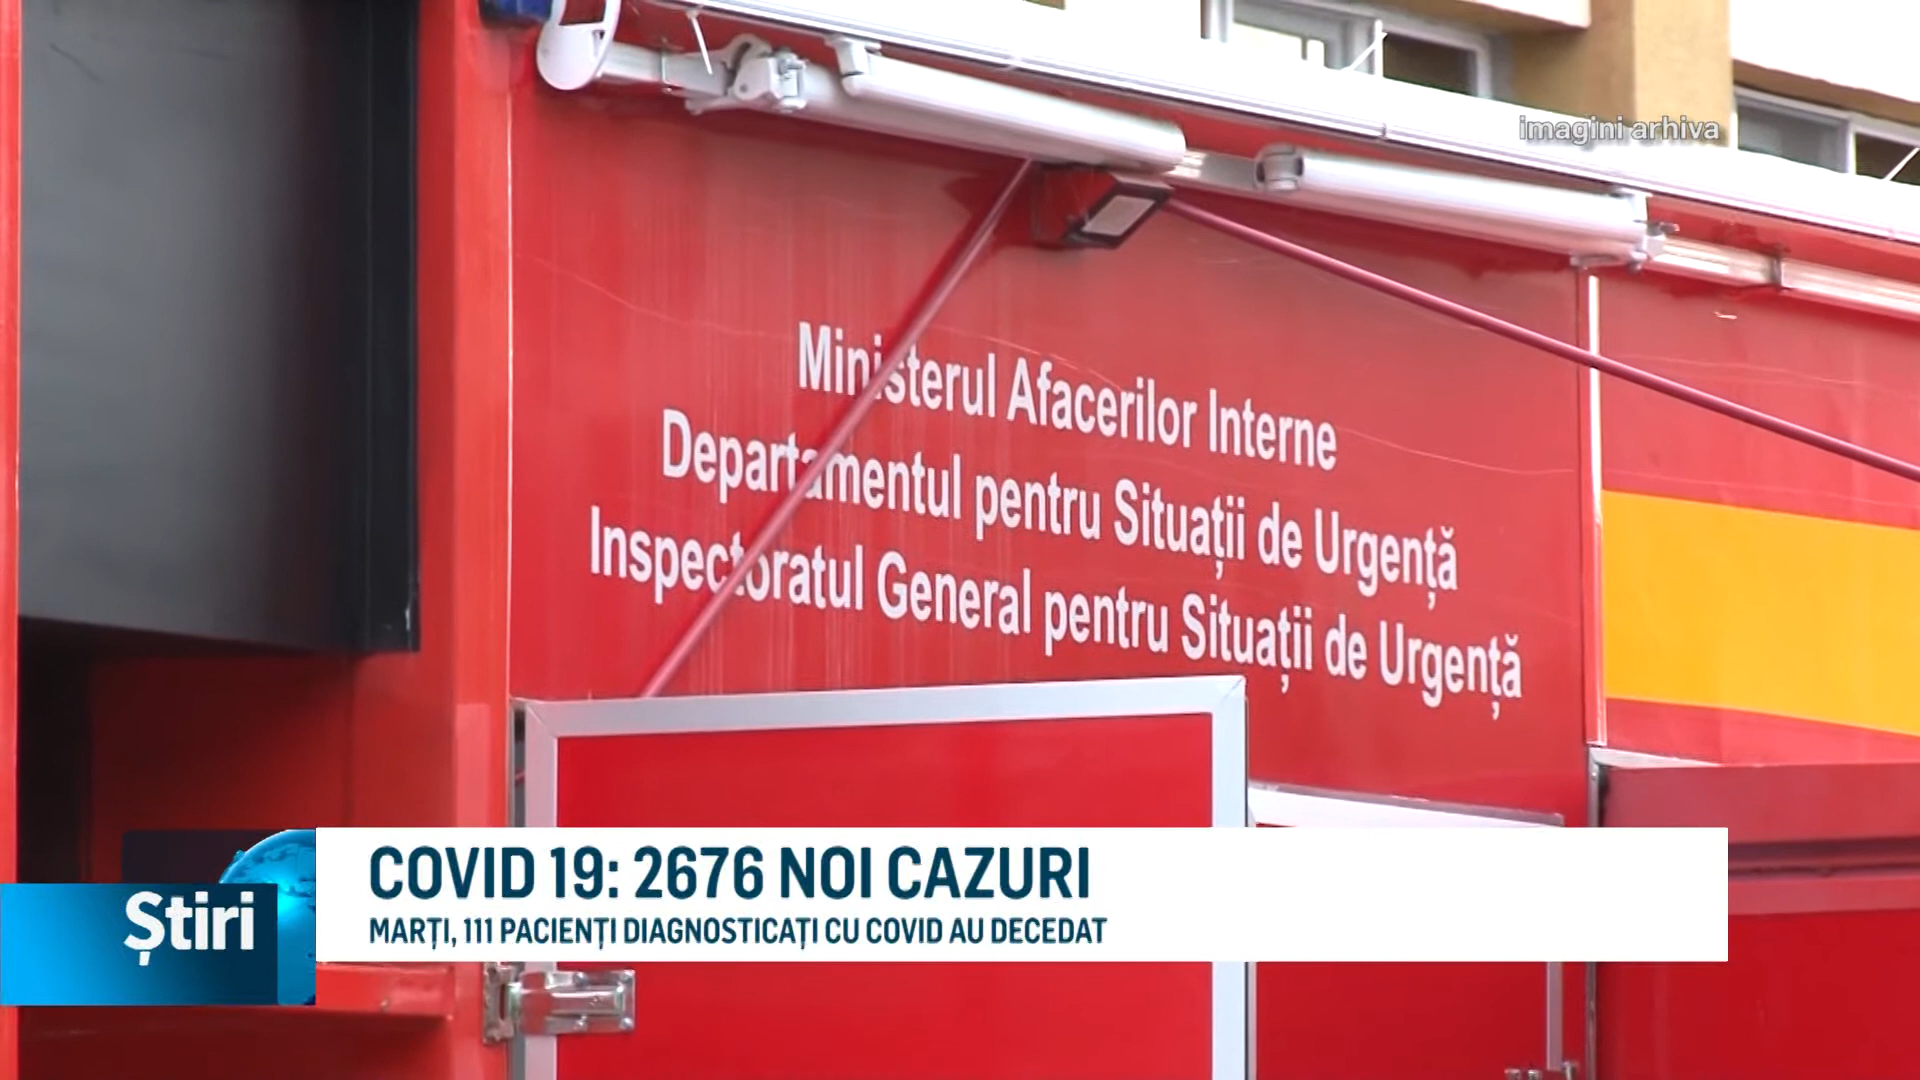 imagini arhiva
Ministerul Afacerilor Interne
Departamentul pentru Situații de Urgență
Inspectoratul General pentru Situații de Urgență
COVID 19: 2676 NOI CAZURI
MARȚI, 111 PACIENȚI DIAGNOSTICAȚI CU COVID AU DECEDAT
Știri